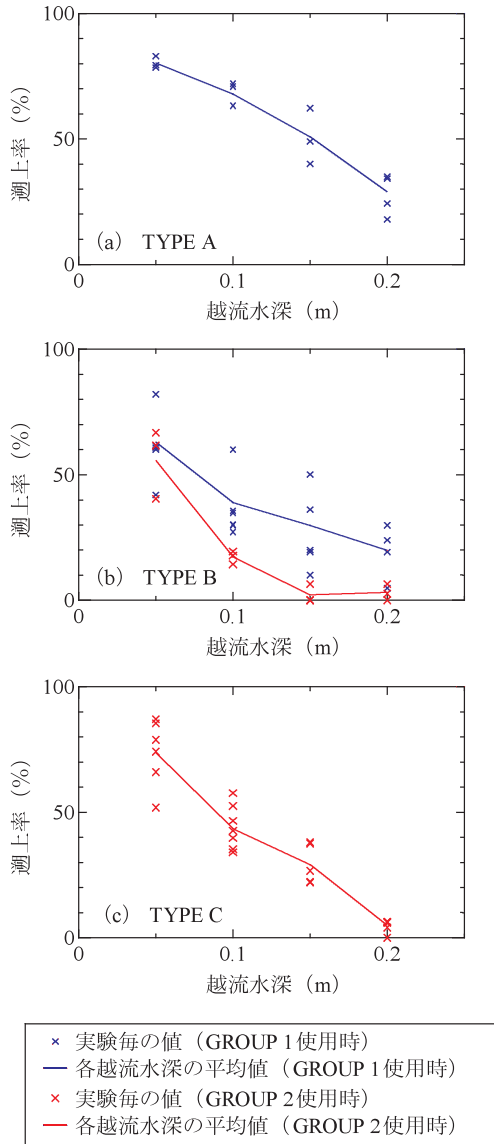 100
50
0
遡上率（%）
（a） TYPE A
0
0.1
0.2
越流水深（m）
100
50
0
遡上率（%）
（b） TYPE B
0
0.1
0.2
越流水深（m）
100
50
0
遡上率（%）
（c） TYPE C
0
0.1
0.2
越流水深（m）
× 実験毎の値（GROUP 1使用時）
各越流水深の平均値（GROUP 1使用時）
× 実験毎の値（GROUP 2使用時）
各越流水深の平均値（GROUP 2使用時）